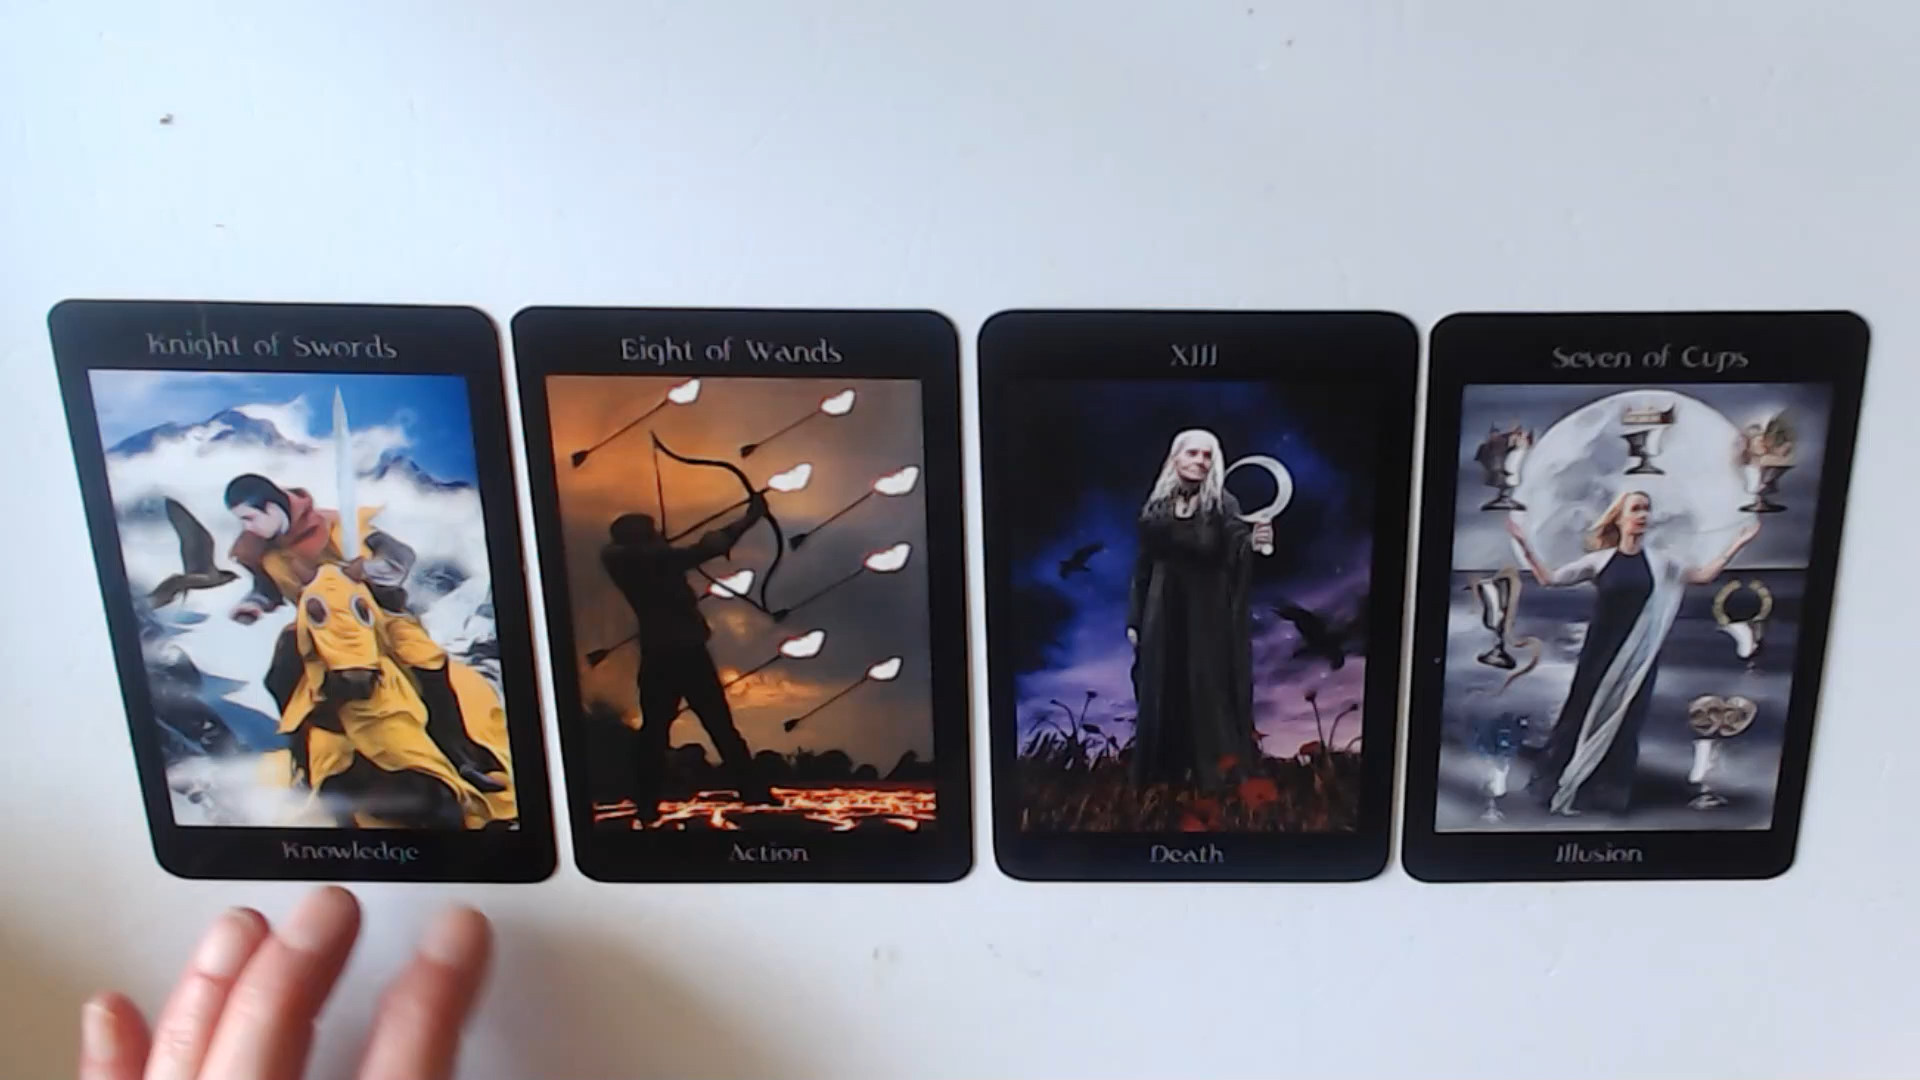 Knight of Swords
Eight of Wands
XIII
Seven of Cups
Knowledge
Action
Death
Illusion